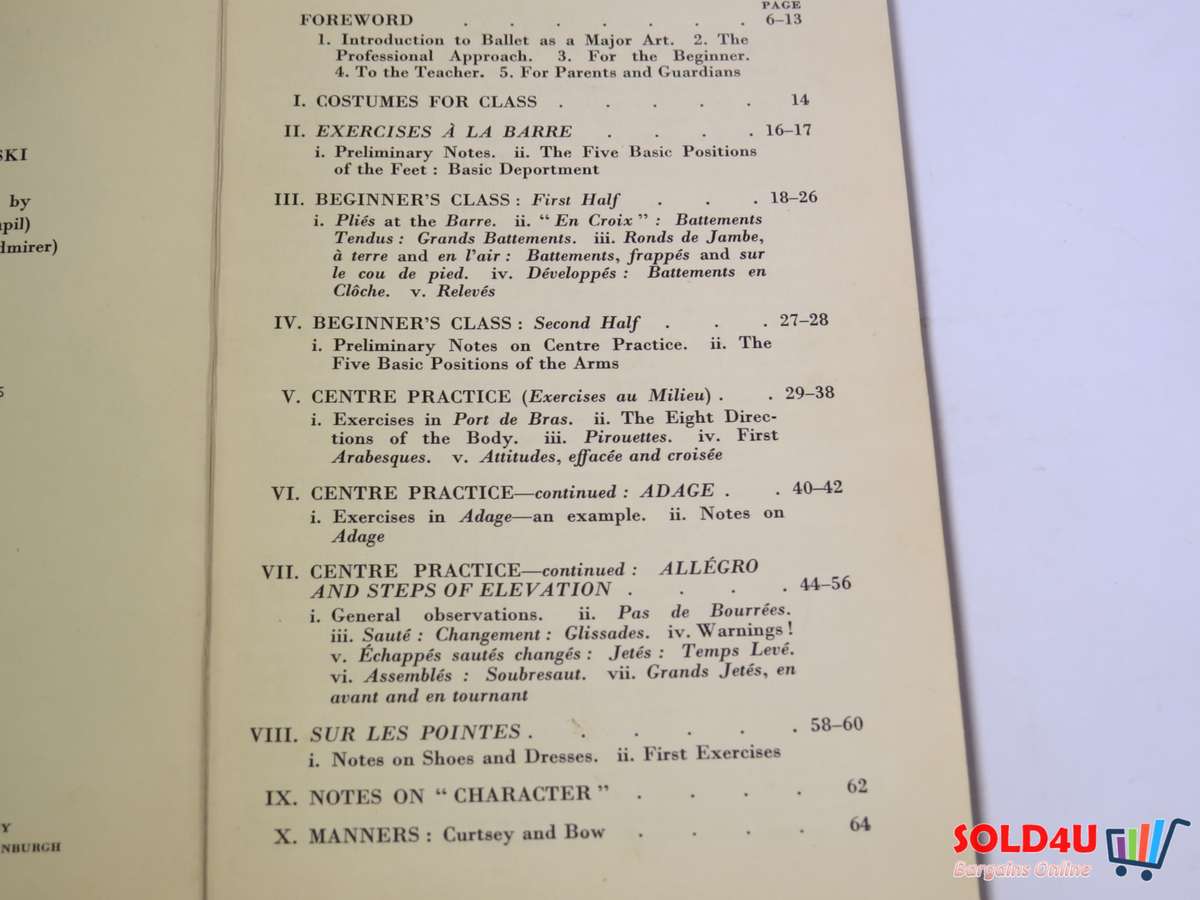 SKI
by
pupil)
dmirer)
5
Y
NBURGH
PAGE
FOREWORD . . . . . . . 6–13
1. Introduction to Ballet as a Major Art. 2. The
Professional Approach. 3. For the Beginner.
4. To the Teacher. 5. For Parents and Guardians
I. COSTUMES FOR CLASS . . . . . 14
II. EXERCISES À LA BARRE . . . . 16–17
i. Preliminary Notes. ii. The Five Basic Positions
of the Feet : Basic Deportment
III. BEGINNER'S CLASS : First Half . . . 18–26
i. Pliés at the Barre. ii. “ En Croix ” : Battements
Tendus : Grands Battements. iii. Ronds de Jambe,
à terre and en l'air : Battements, frappés and sur
le cou de pied. iv. Développés : Battements en
Clôche. v. Relevés
IV. BEGINNER'S CLASS : Second Half . . . 27–28
i. Preliminary Notes on Centre Practice. ii. The
Five Basic Positions of the Arms
V. CENTRE PRACTICE (Exercises au Milieu) . . 29–38
i. Exercises in Port de Bras. ii. The Eight Direc-
tions of the Body. iii. Pirouettes. iv. First
Arabesques. v. Attitudes, effacée and croisée
VI. CENTRE PRACTICE—continued : ADAGE . . 40–42
i. Exercises in Adage—an example. ii. Notes on
Adage
VII. CENTRE PRACTICE—continued : ALLÉGRO
AND STEPS OF ELEVATION . . . . 44–56
i. General observations. ii. Pas de Bourrées.
iii. Sauté : Changement : Glissades. iv. Warnings !
v. Échappés sautés changés : Jetés : Temps Levé.
vi. Assemblés : Soubresaut. vii. Grands Jetés, en
avant and en tournant
VIII. SUR LES POINTES . . . . . . 58–60
i. Notes on Shoes and Dresses. ii. First Exercises
IX. NOTES ON “ CHARACTER ” . . . . 62
X. MANNERS : Curtsey and Bow . . . . 64
SOLD4U
Bargains Online